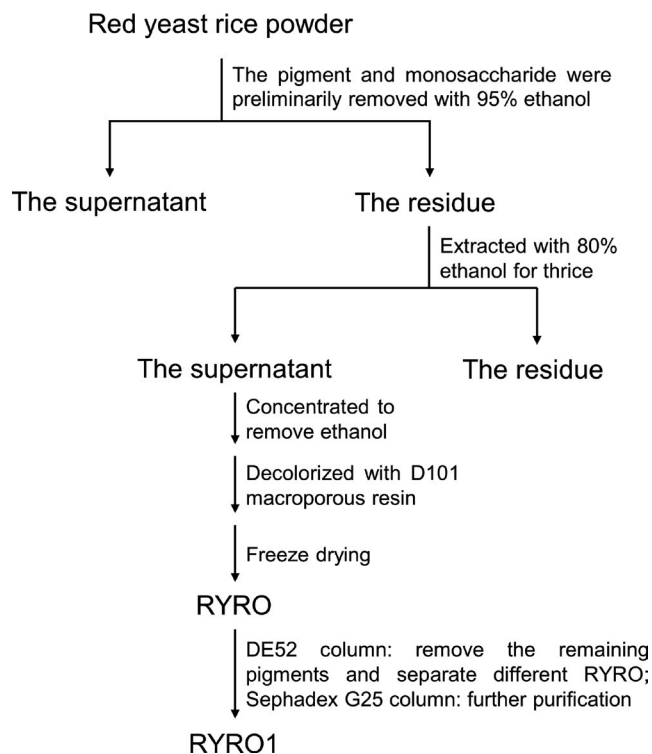 Red yeast rice powder
The pigment and monosaccharide were
preliminarily removed with 95% ethanol
The supernatant
The residue
Extracted with 80%
ethanol for thrice
The supernatant
The residue
Concentrated to
remove ethanol
Decolorized with D101
macroporous resin
Freeze drying
RYRO
DE52 column: remove the remaining
pigments and separate different RYRO;
Sephadex G25 column: further purification
RYRO1